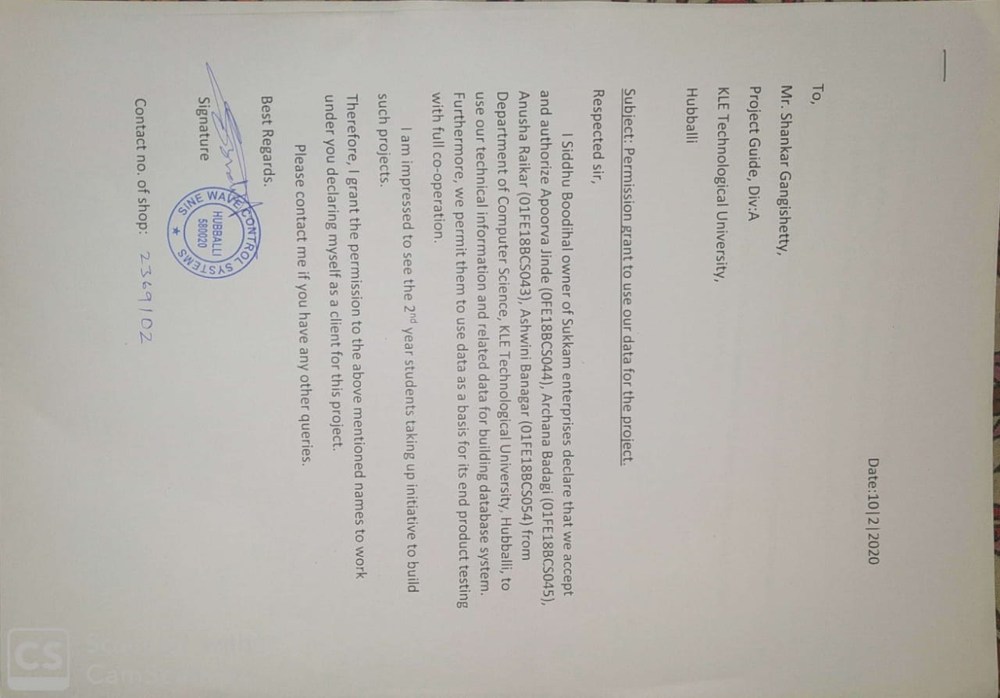 Date:10|2|2020
To,
Mr. Shankar Gangishetty,
Project Guide, Div:A
KLE Technological University,
Hubballi
Subject: Permission grant to use our data for the project.
Respected sir,
I Siddhu Boodihal owner of Sukkam enterprises declare that we accept
and authorize Apoorva Jinde (0FE18BCS044), Archana Badagi (01FE18BCS045),
Anusha Raikar (01FE18BCS043), Ashwini Banagar (01FE18BCS054) from
Department of Computer Science, KLE Technological University, Hubballi, to
use our technical information and related data for building database system.
Furthermore, we permit them to use data as a basis for its end product testing
with full co-operation.
I am impressed to see the 2nd year students taking up initiative to build
such projects.
Therefore, I grant the permission to the above mentioned names to work
under you declaring myself as a client for this project.
Please contact me if you have any other queries.
Best Regards.
SINE WAVE CONTROL SYSTEMS
HUBBALLI
580020
Signature
Contact no. of shop: 2369102
CS